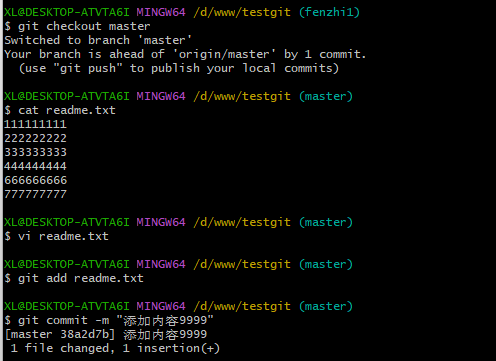 XL@DESKTOP-ATVTA6I MINGW64 /d/www/testgit (fenzhi1)
$ git checkout master
Switched to branch 'master'
Your branch is ahead of 'origin/master' by 1 commit.
  (use "git push" to publish your local commits)
XL@DESKTOP-ATVTA6I MINGW64 /d/www/testgit (master)
$ cat readme.txt
111111111
222222222
333333333
444444444
666666666
777777777
XL@DESKTOP-ATVTA6I MINGW64 /d/www/testgit (master)
$ vi readme.txt
XL@DESKTOP-ATVTA6I MINGW64 /d/www/testgit (master)
$ git add readme.txt
XL@DESKTOP-ATVTA6I MINGW64 /d/www/testgit (master)
$ git commit -m "添加内容9999"
[master 38a2d7b] 添加内容9999
 1 file changed, 1 insertion(+)